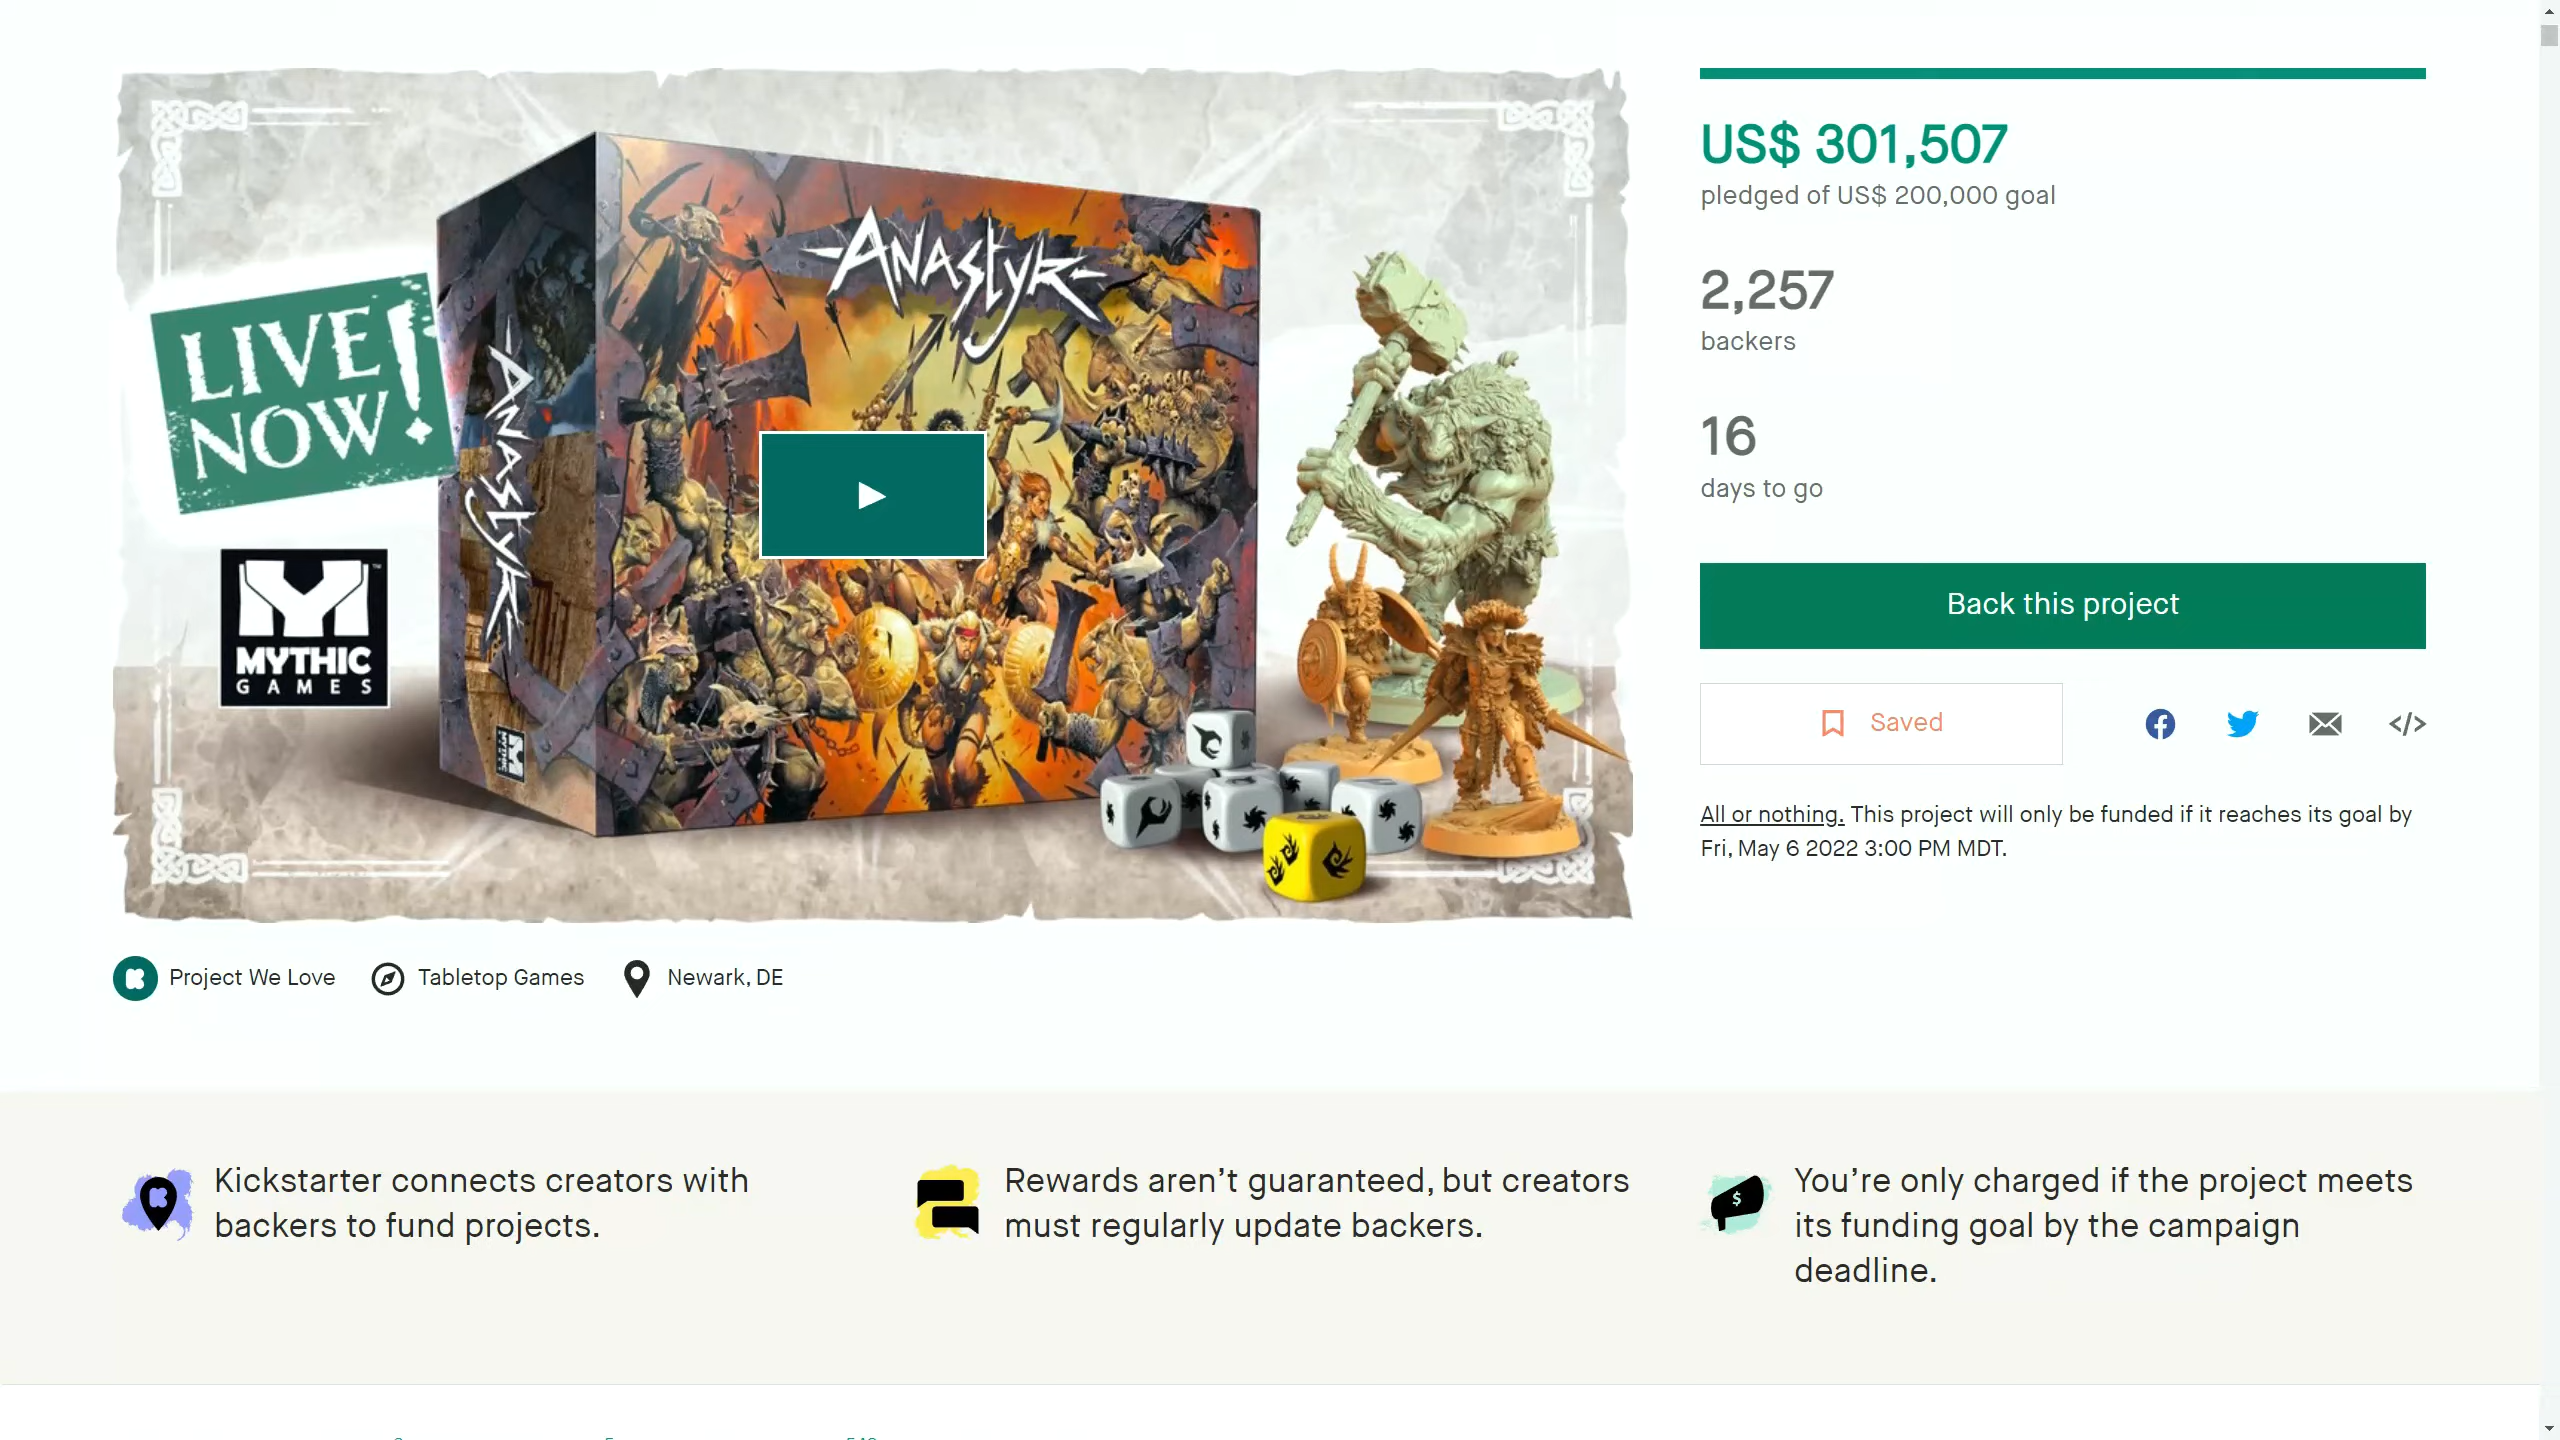 LIVE
NOW!
ANASTYR
ANASTYR
MYTHIC
GAMES
US$ 301,507
pledged of US$ 200,000 goal
2,257
backers
16
days to go
Back this project
Saved
All or nothing. This project will only be funded if it reaches its goal by
Fri, May 6 2022 3:00 PM MDT.
Project We Love
Tabletop Games
Newark, DE
Kickstarter connects creators with
backers to fund projects.
Rewards aren’t guaranteed, but creators
must regularly update backers.
You’re only charged if the project meets
its funding goal by the campaign
deadline.